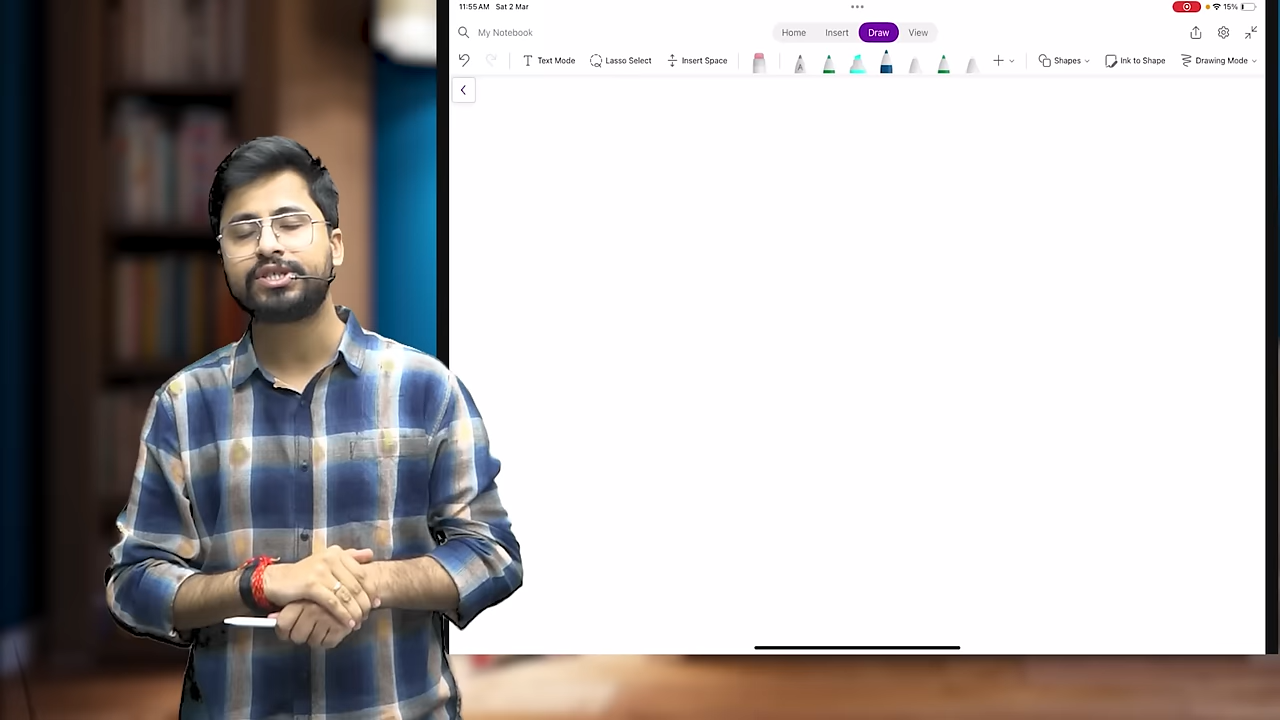 11:55 AM Sat 2 Mar
15%
My Notebook
Home Insert Draw View
Text Mode Lasso Select Insert Space Shapes Ink to Shape Drawing Mode